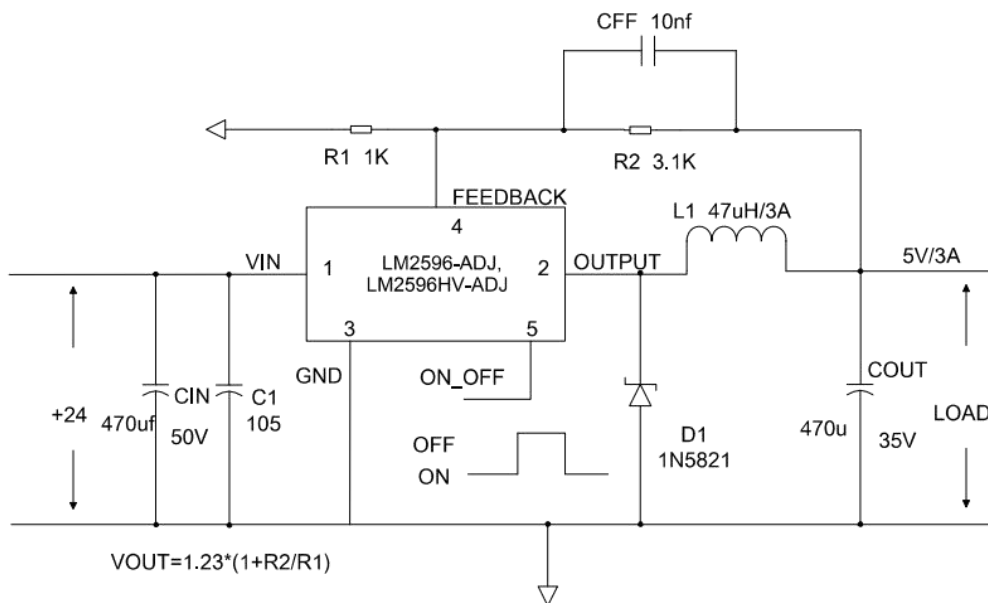 CFF 10nf
R1 1K
R2 3.1K
FEEDBACK
4
L1 47uH/3A
VIN
1
LM2596-ADJ,
LM2596HV-ADJ
2
OUTPUT
5V/3A
3
5
GND
ON_OFF
+24
470uf
CIN
50V
C1
105
OFF
ON
D1
1N5821
COUT
470u
35V
LOAD
VOUT=1.23*(1+R2/R1)